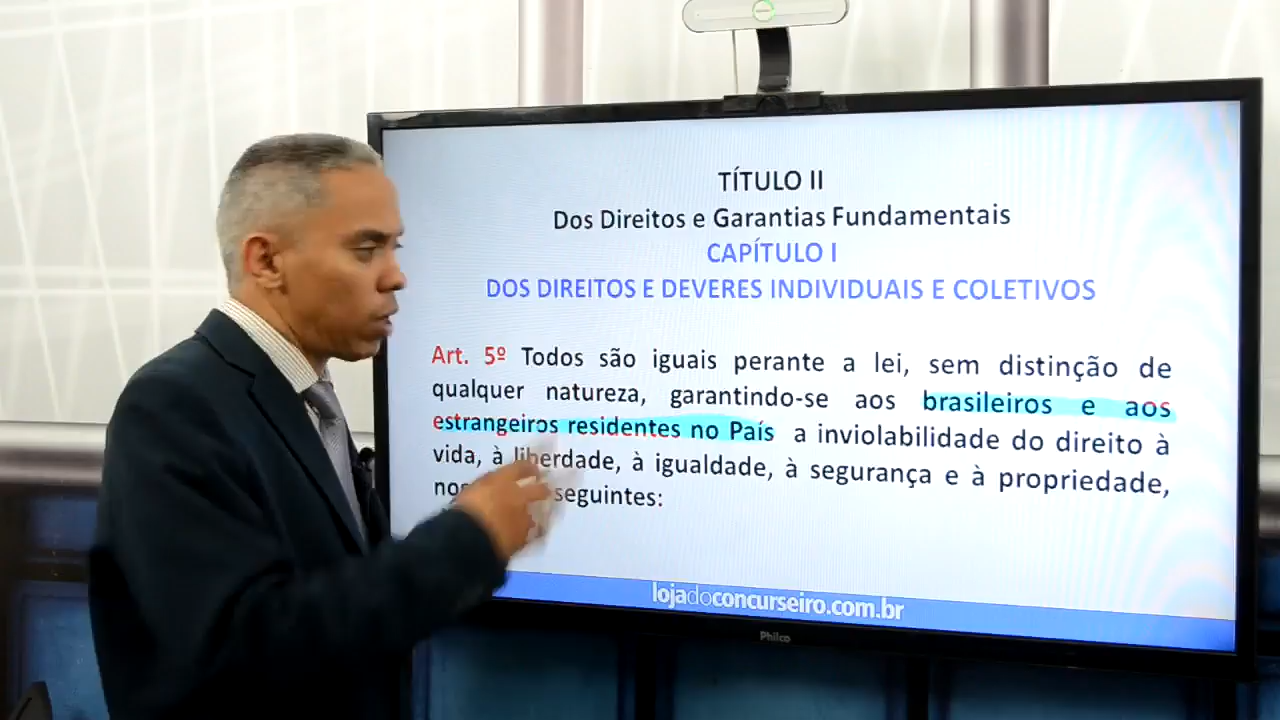 TÍTULO II
Dos Direitos e Garantias Fundamentais
CAPÍTULO I
DOS DIREITOS E DEVERES INDIVIDUAIS E COLETIVOS
Art. 5º Todos são iguais perante a lei, sem distinção de
qualquer natureza, garantindo-se aos brasileiros e aos
estrangeiros residentes no País a inviolabilidade do direito à
vida, à liberdade, à igualdade, à segurança e à propriedade,
seguintes:
lojadoconcurseiro.com.br
Philco